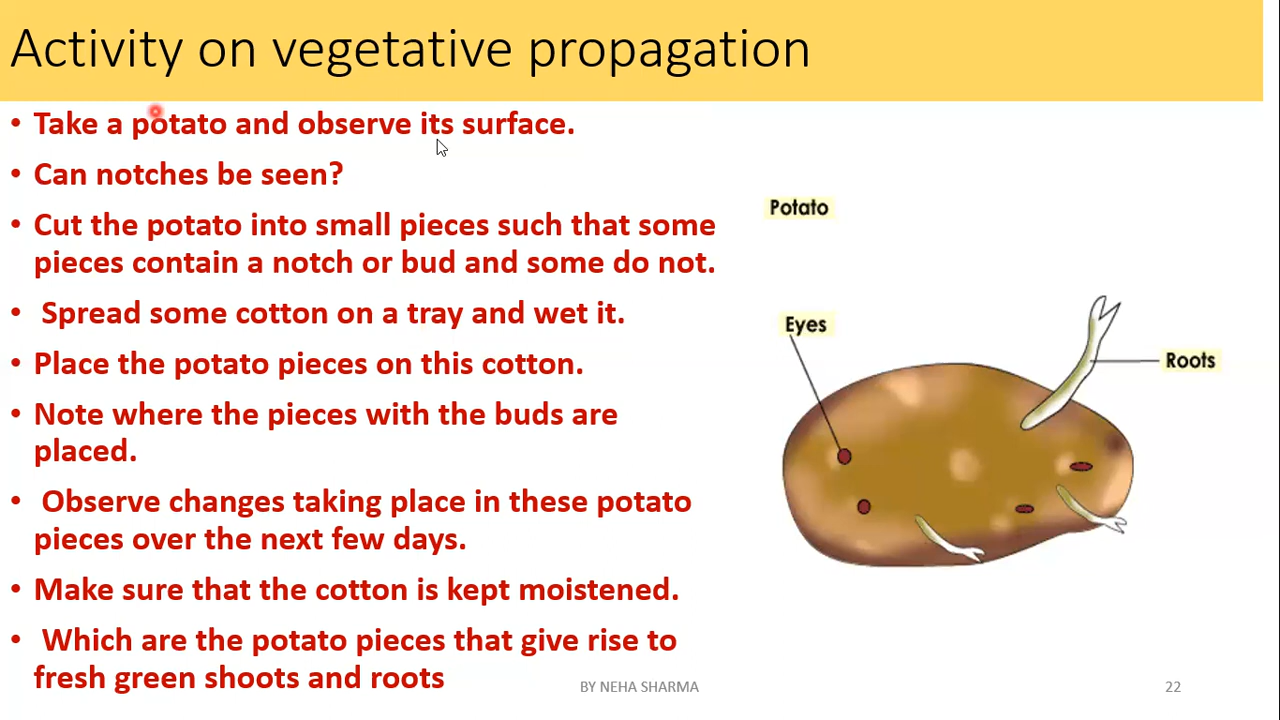 Activity on vegetative propagation
• Take a potato and observe its surface.
• Can notches be seen?
• Cut the potato into small pieces such that some
pieces contain a notch or bud and some do not.
• Spread some cotton on a tray and wet it.
• Place the potato pieces on this cotton.
• Note where the pieces with the buds are
placed.
• Observe changes taking place in these potato
pieces over the next few days.
• Make sure that the cotton is kept moistened.
• Which are the potato pieces that give rise to
fresh green shoots and roots
Potato
Eyes
Roots
BY NEHA SHARMA
22